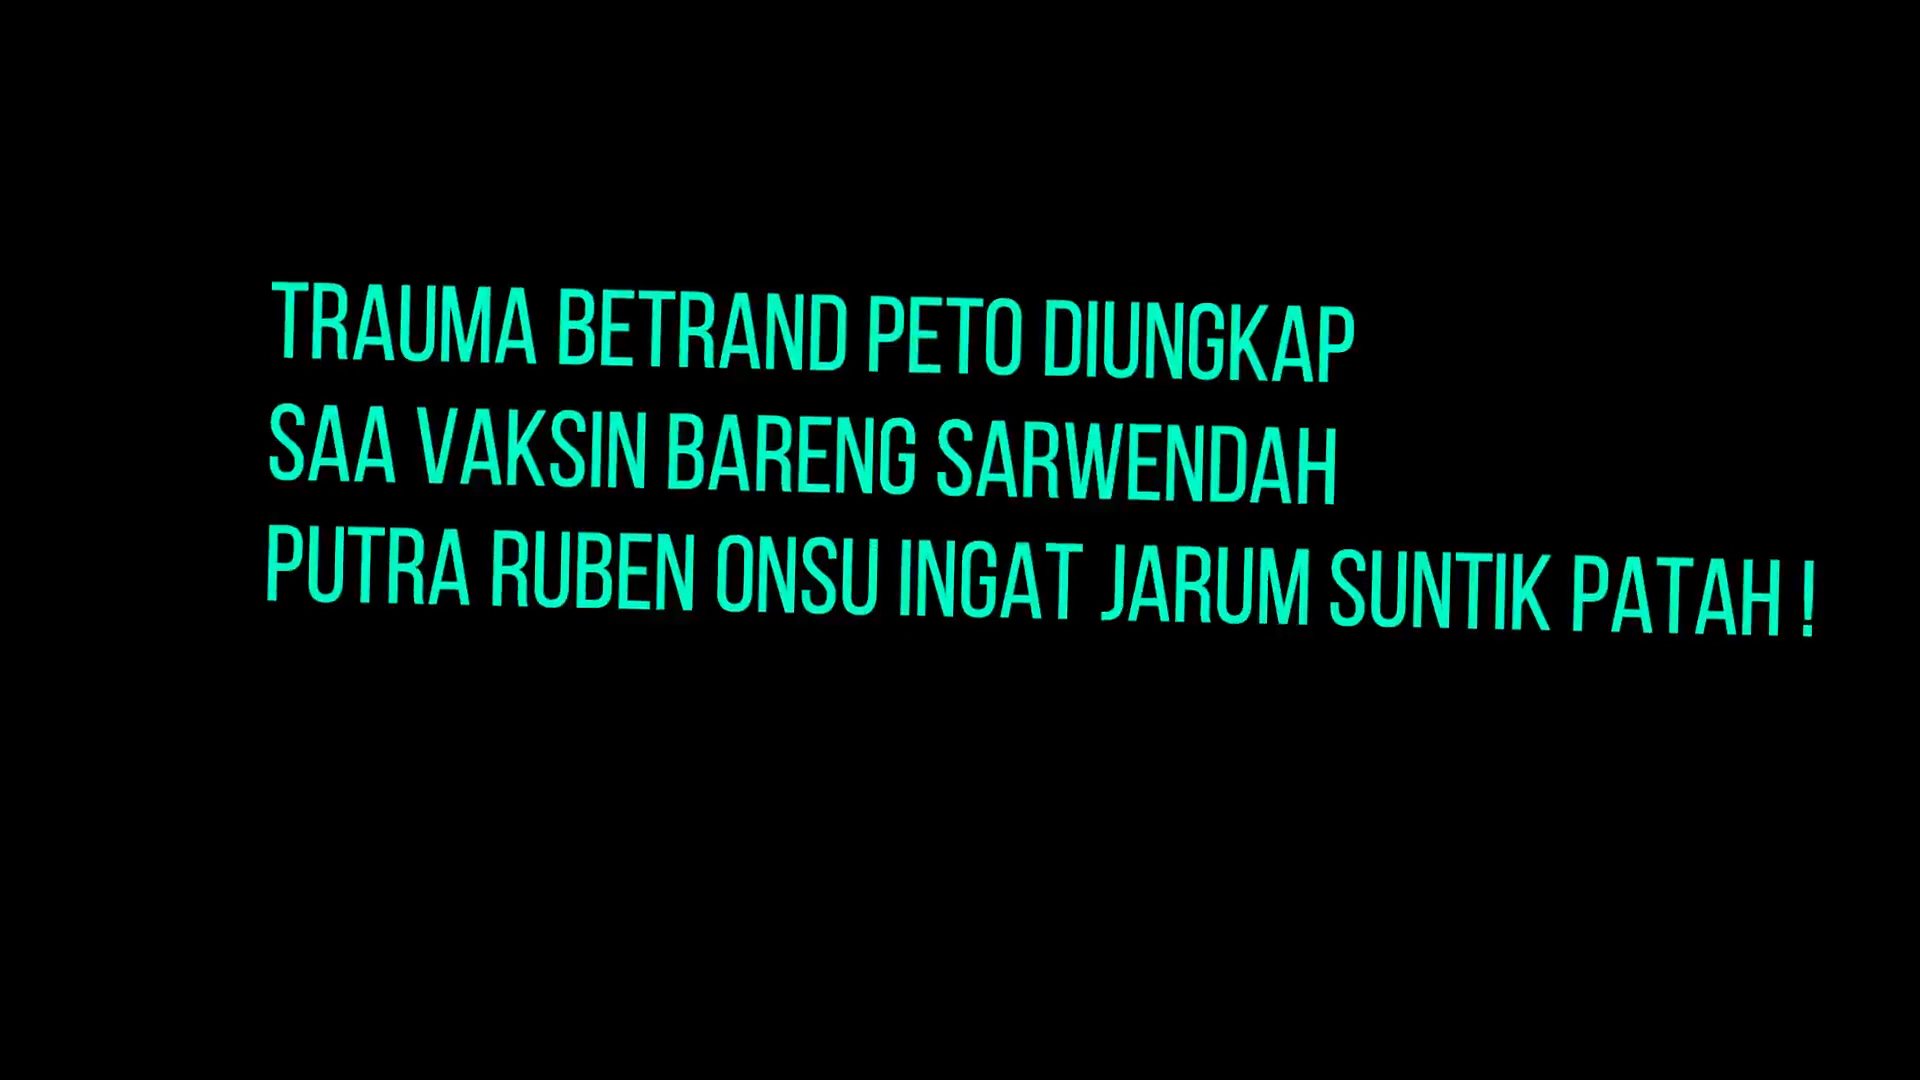 TRAUMA BETRAND PETO DIUNGKAP
SAA VAKSIN BARENG SARWENDAH
PUTRA RUBEN ONSU INGAT JARUM SUNTIK PATAH !